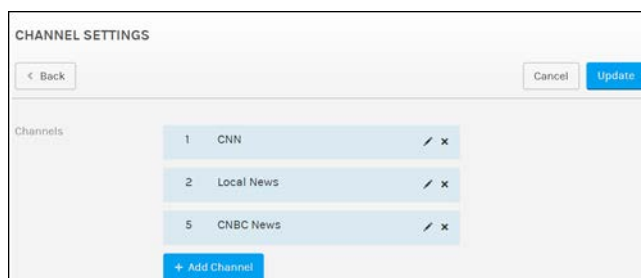 CHANNEL SETTINGS
< Back
Cancel
Update
Channels
1 CNN
2 Local News
5 CNBC News
+ Add Channel